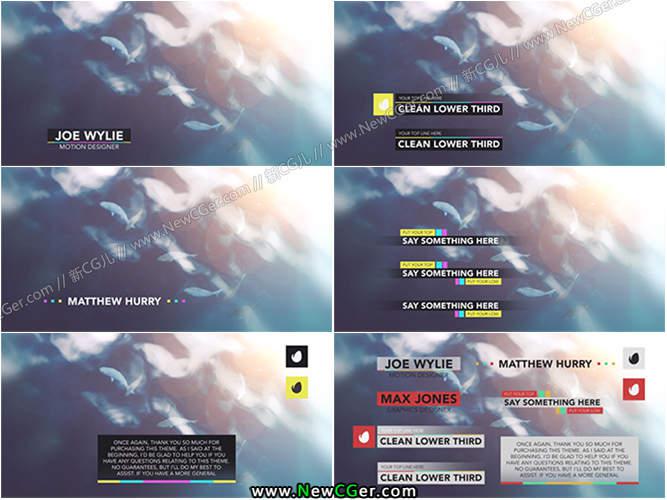 JOE WYLIE
MOTION DESIGNER
YOUR TOP LINE HERE
CLEAN LOWER THIRD
YOUR TOP LINE HERE
CLEAN LOWER THIRD
MATTHEW HURRY
PUT YOUR TOP
SAY SOMETHING HERE
PUT YOUR TOP
SAY SOMETHING HERE
PUT YOUR LOW
SAY SOMETHING HERE
PUT YOUR LOW
ONCE AGAIN, THANK YOU SO MUCH FOR
PURCHASING THIS THEME. AS I SAID AT THE
BEGINNING, I'D BE GLAD TO HELP YOU IF YOU
HAVE ANY QUESTIONS RELATING TO THIS THEME.
NO GUARANTEES, BUT I'LL DO MY BEST TO
ASSIST. IF YOU HAVE A MORE GENERAL
JOE WYLIE
MOTION DESIGNER
MATTHEW HURRY
MAX JONES
GRAPHICS DESIGNER
PUT YOUR TOP
SAY SOMETHING HERE
PUT YOUR LOW
YOUR TOP LINE HERE
CLEAN LOWER THIRD
YOUR TOP LINE HERE
CLEAN LOWER THIRD
ONCE AGAIN, THANK YOU SO MUCH FOR
PURCHASING THIS THEME. AS I SAID AT THE
BEGINNING, I'D BE GLAD TO HELP YOU IF YOU
HAVE ANY QUESTIONS RELATING TO THIS THEME.
NO GUARANTEES, BUT I'LL DO MY BEST TO
ASSIST. IF YOU HAVE A MORE GENERAL
GGer.com // 新CG儿 // www.NewCGer.com // 新CG儿 // www.NewCGer.com // 新CG儿
www.NewCGer.com